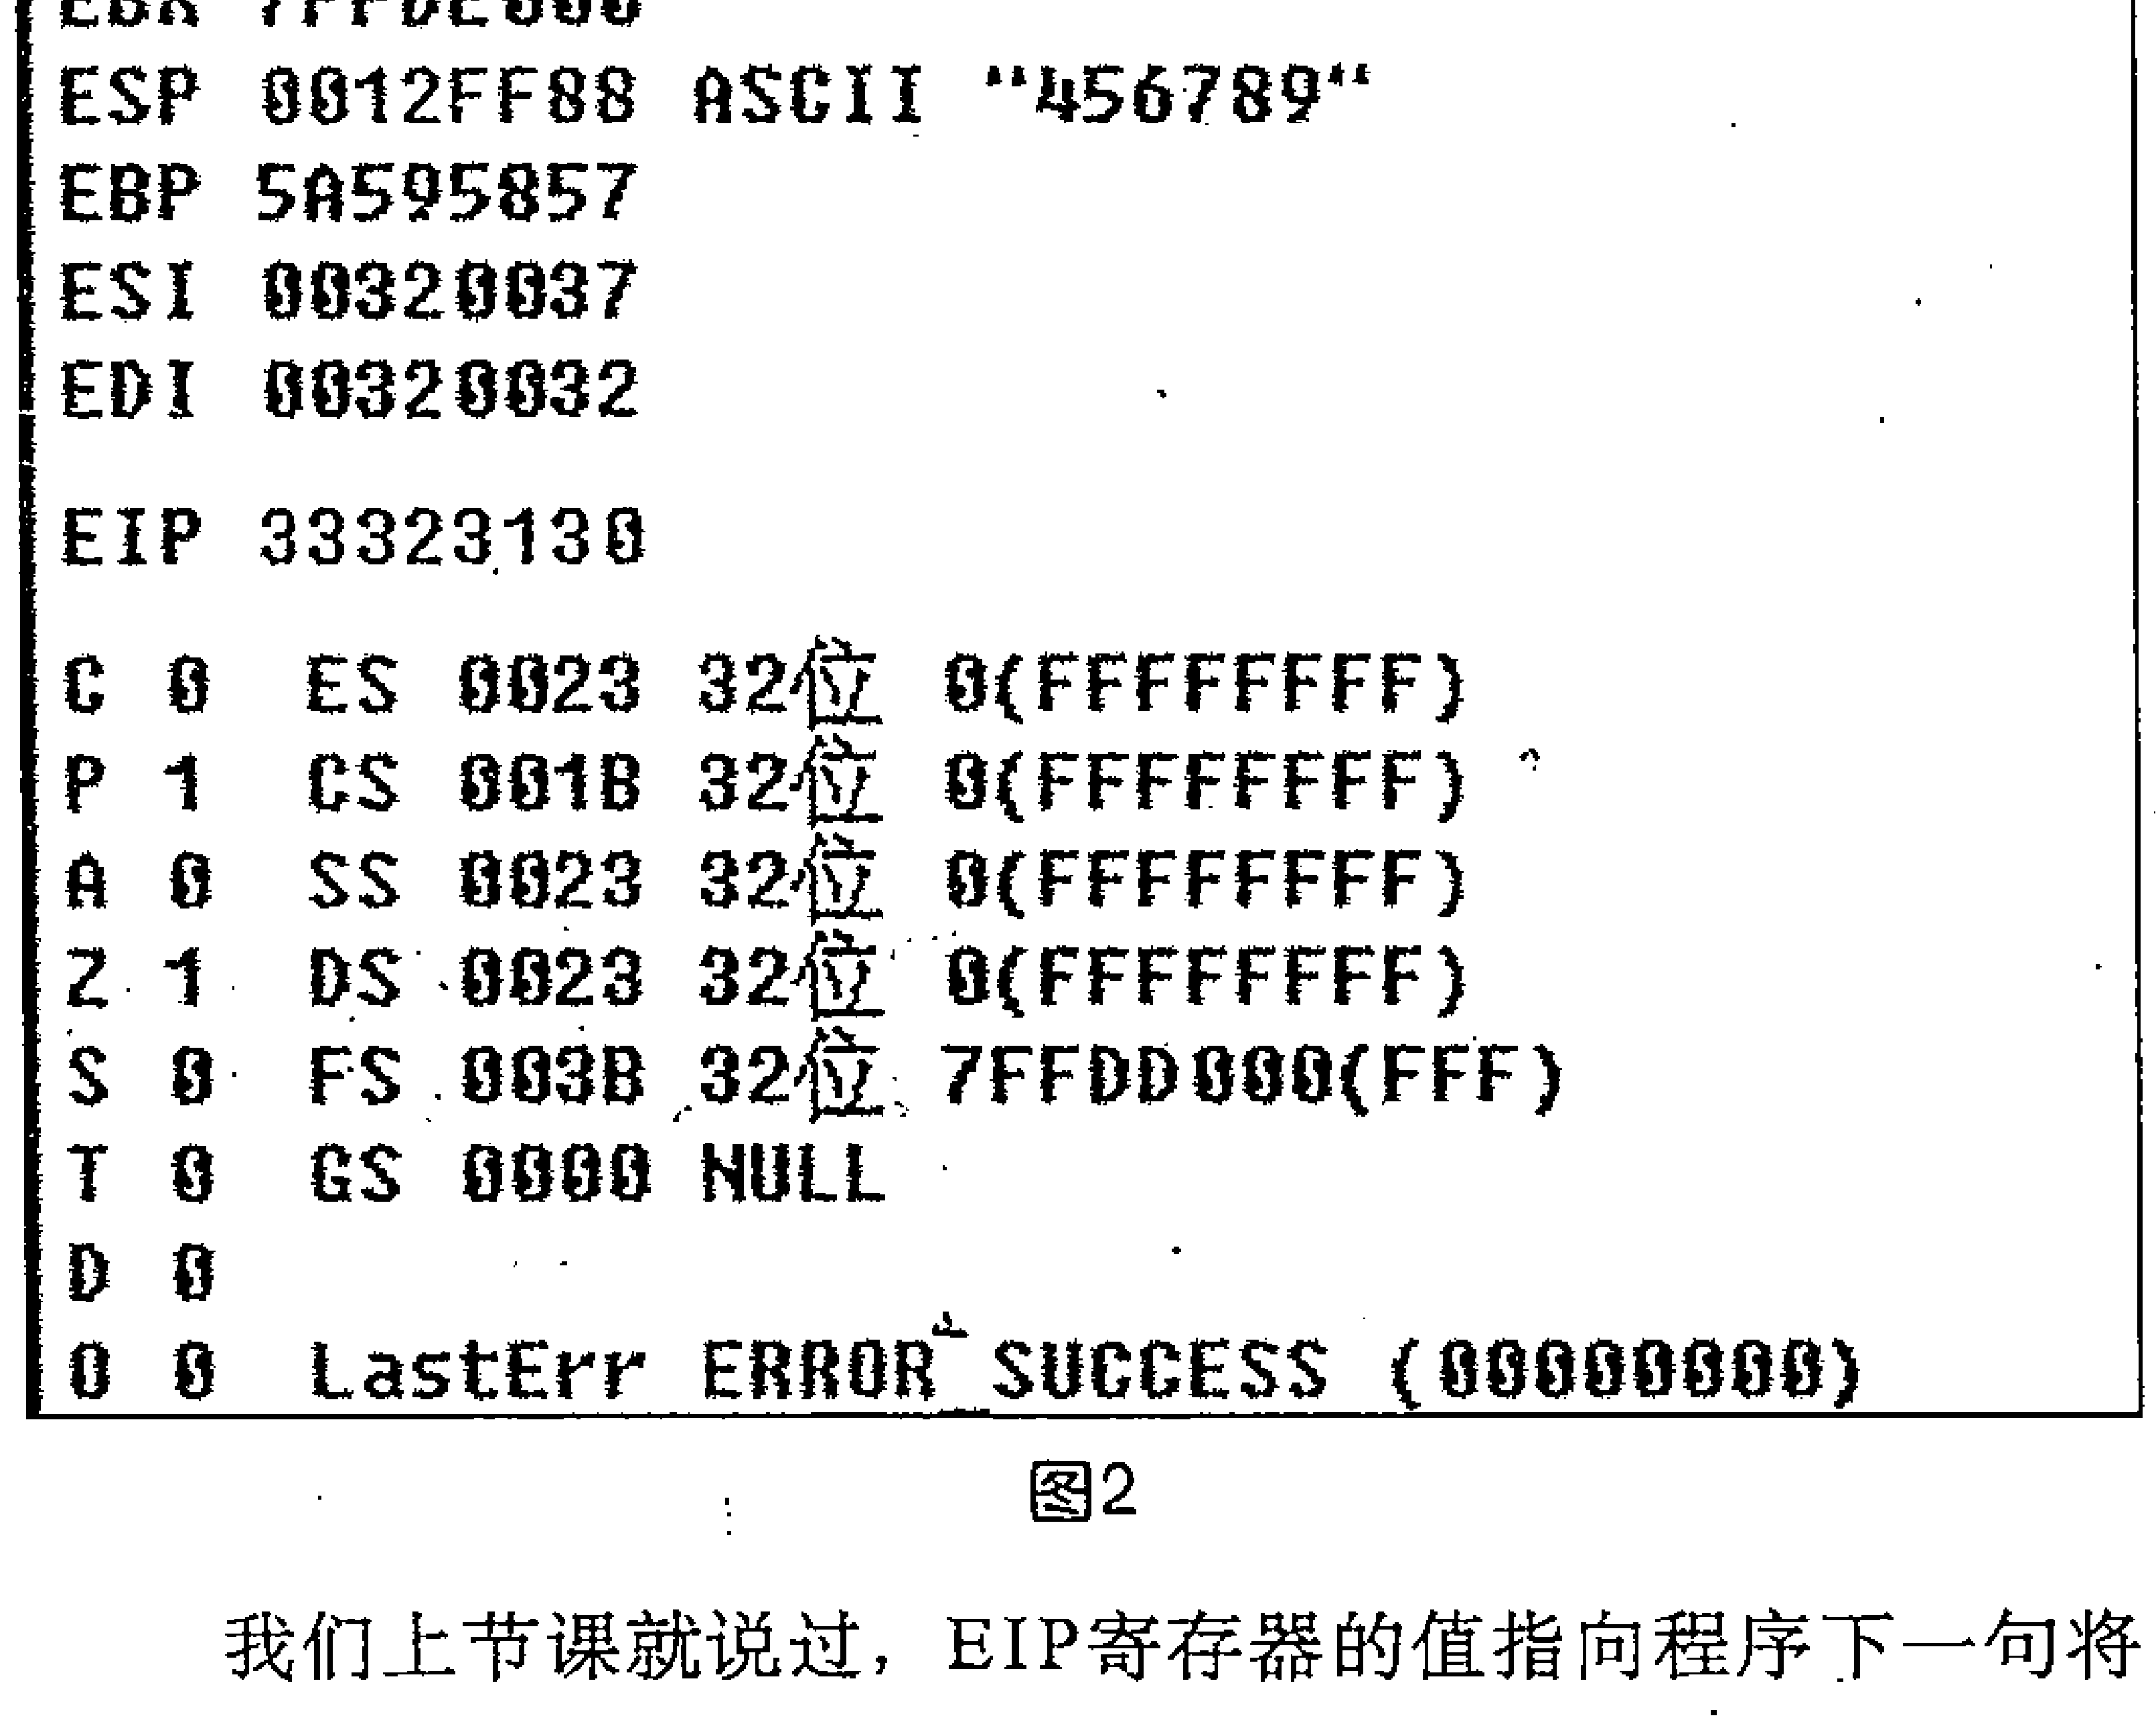 EBX 7FFDE000
ESP 0012FF88 ASCII "456789"
EBP 5A595857
ESI 00320037
EDI 00320032
EIP 33323130
C 0 ES 0023 32位 0(FFFFFFFF)
P 1 CS 001B 32位 0(FFFFFFFF)
A 0 SS 0023 32位 0(FFFFFFFF)
Z 1 DS 0023 32位 0(FFFFFFFF)
S 0 FS 003B 32位 7FFDD000(FFF)
T 0 GS 0000 NULL
D 0
O 0 LastErr ERROR_SUCCESS (00000000)
图2
我们上节课就说过，EIP寄存器的值指向程序下一句将